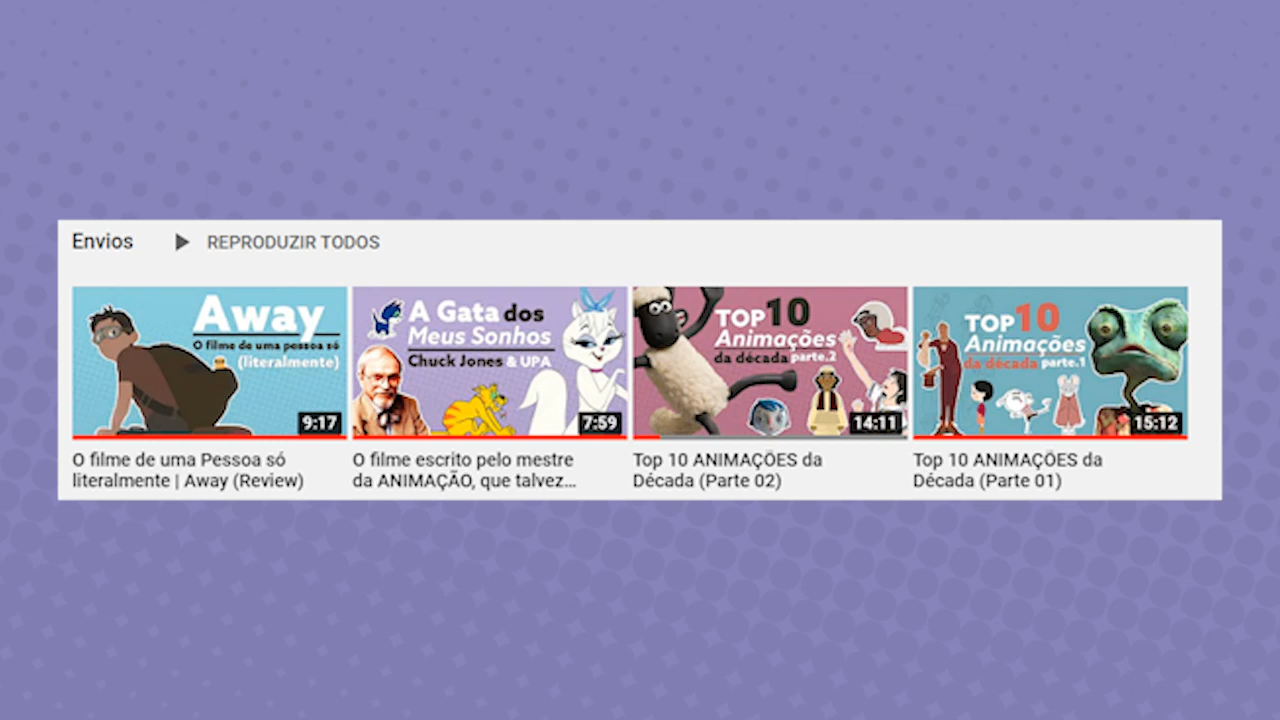 Envios
REPRODUZIR TODOS
Away
O filme de uma pessoa só
(literalmente)
9:17
A Gata dos
Meus Sonhos
Chuck Jones & UPA
7:59
TOP 10
Animações
da década parte.2
14:11
TOP 10
Animações
da década parte.1
15:12
O filme de uma Pessoa só
literalmente | Away (Review)
O filme escrito pelo mestre
da ANIMAÇÃO, que talvez...
Top 10 ANIMAÇÕES da
Década (Parte 02)
Top 10 ANIMAÇÕES da
Década (Parte 01)